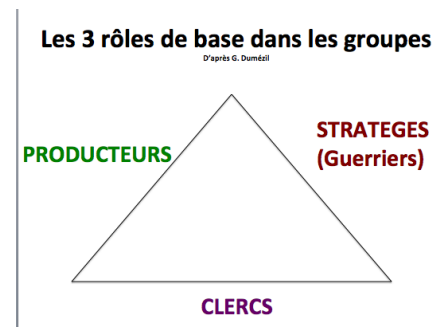 Les 3 rôles de base dans les groupes
D'après G. Dumézil
PRODUCTEURS
STRATEGES
(Guerriers)
CLERCS